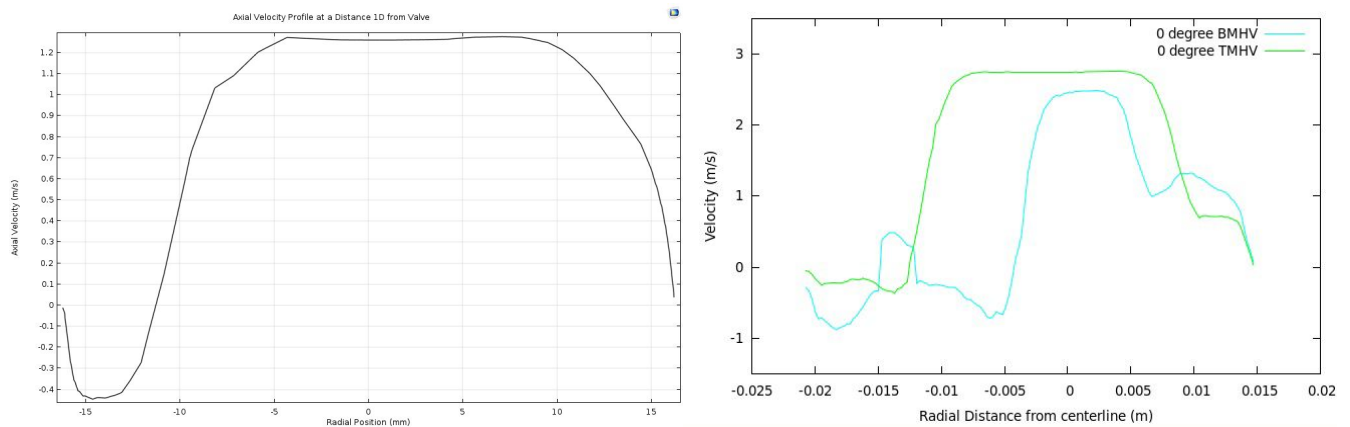 Axial Velocity Profile at a Distance 1D from Valve
1.2
1.1
1
0.9
0.8
0.7
0.6
0.5
0.4
0.3
0.2
0.1
0
-0.1
-0.2
-0.3
-0.4
Axial Velocity (m/s)
-15 -10 -5 0 5 10 15
Radial Position (mm)
0 degree BMHV
0 degree TMHV
3
2
1
0
-1
Velocity (m/s)
-0.025 -0.02 -0.015 -0.01 -0.005 0 0.005 0.01 0.015 0.02
Radial Distance from centerline (m)